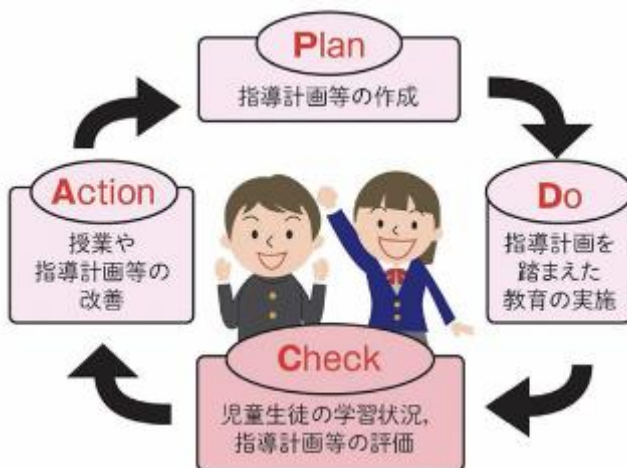 Plan
指導計画等の作成
Do
指導計画を
踏まえた
教育の実施
Check
児童生徒の学習状況,
指導計画等の評価
Action
授業や
指導計画等の
改善